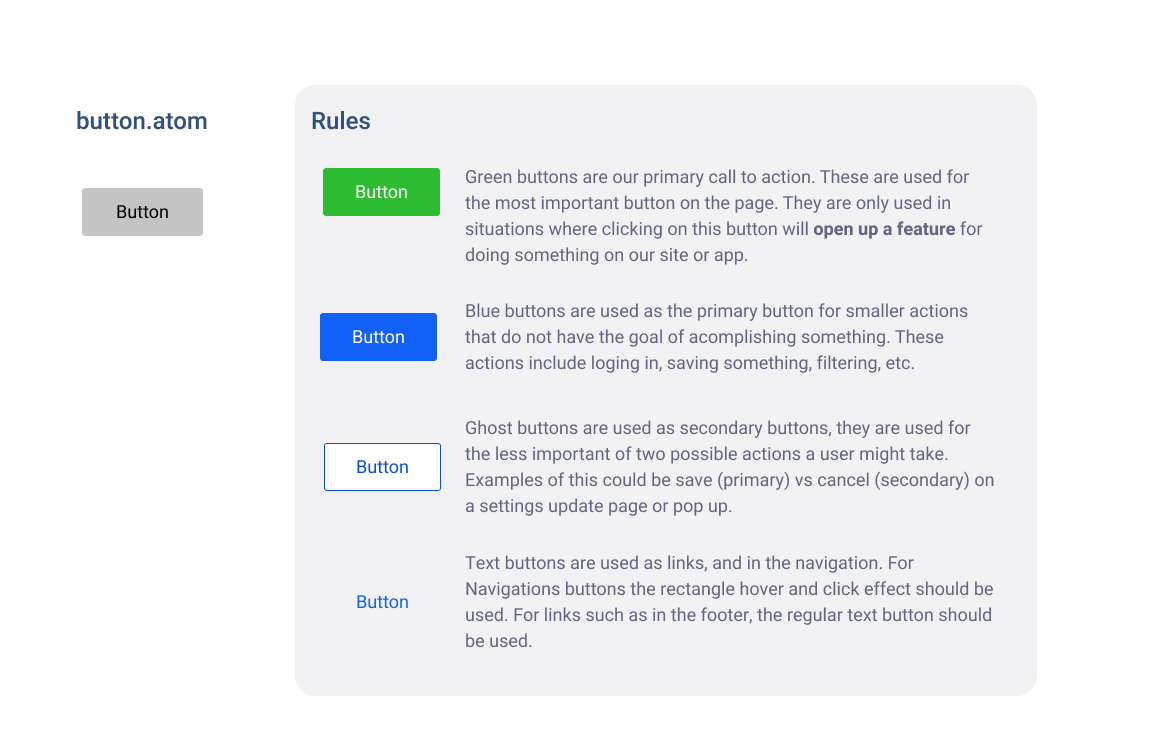 button.atom
Button
Rules
Button
Green buttons are our primary call to action. These are used for
the most important button on the page. They are only used in
situations where clicking on this button will open up a feature for
doing something on our site or app.
Button
Blue buttons are used as the primary button for smaller actions
that do not have the goal of acomplishing something. These
actions include loging in, saving something, filtering, etc.
Button
Ghost buttons are used as secondary buttons, they are used for
the less important of two possible actions a user might take.
Examples of this could be save (primary) vs cancel (secondary) on
a settings update page or pop up.
Button
Text buttons are used as links, and in the navigation. For
Navigations buttons the rectangle hover and click effect should be
used. For links such as in the footer, the regular text button should
be used.